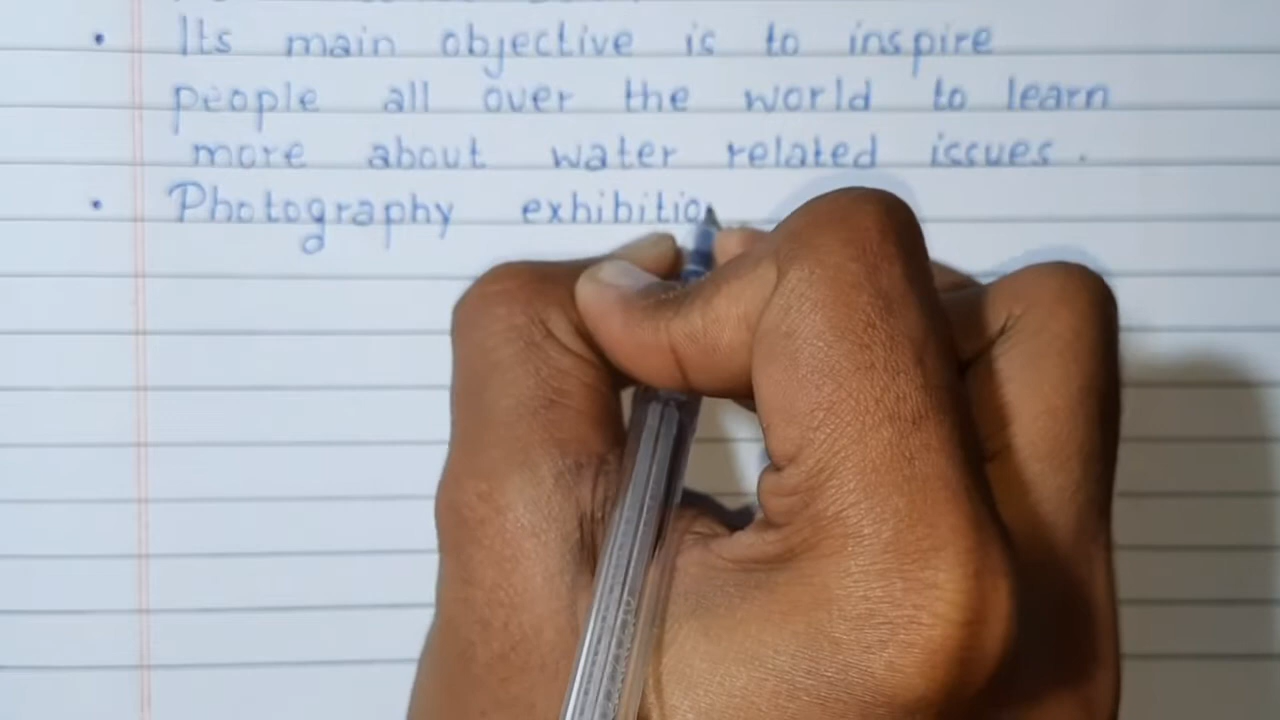 • Its main objective is to inspire
people all over the world to learn
more about water related issues.
• Photography exhibitio